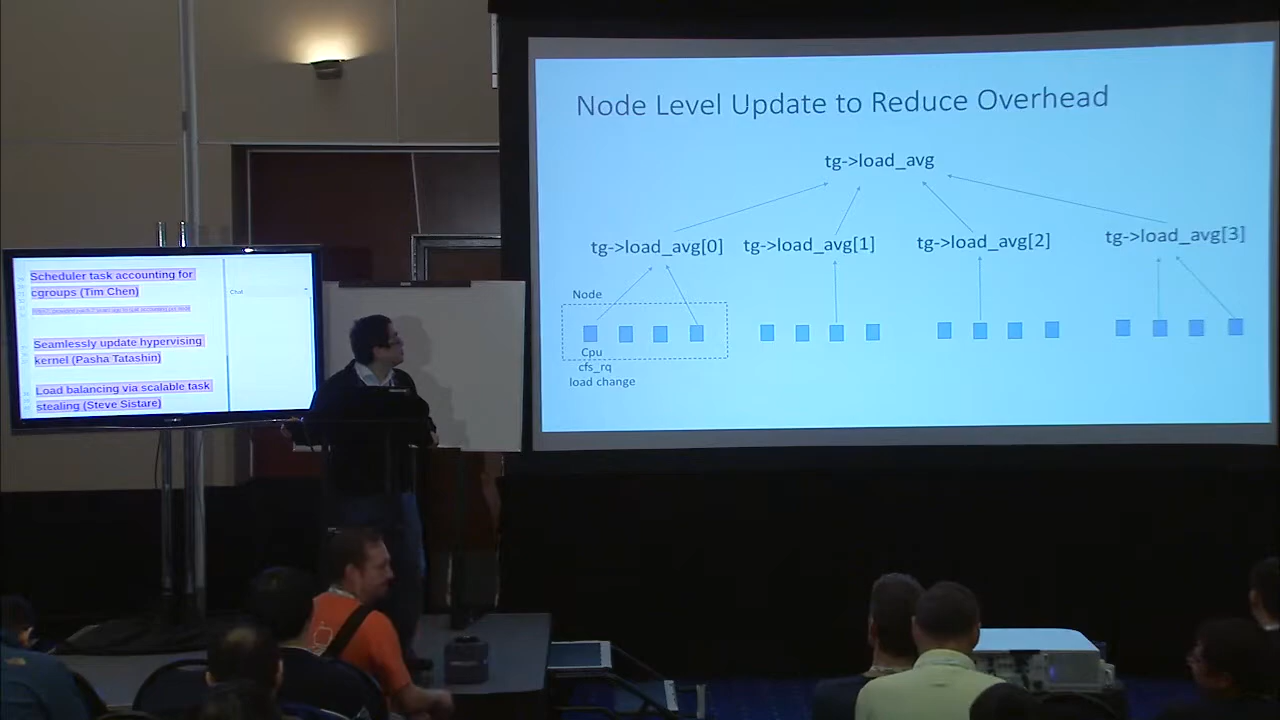 Node Level Update to Reduce Overhead
tg->load_avg
tg->load_avg[0] tg->load_avg[1] tg->load_avg[2] tg->load_avg[3]
Node
Cpu
cfs_rq
load change
Scheduler task accounting for
cgroups (Tim Chen)
Chat
Seamlessly update hypervising
kernel (Pasha Tatashin)
Load balancing via scalable task
stealing (Steve Sistare)